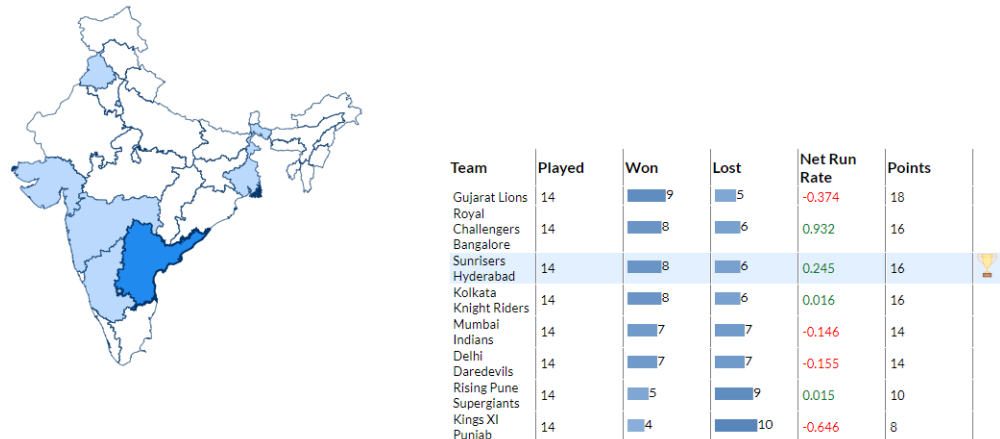 Team Played Won Lost Net Run Rate Points
Gujarat Lions 14 9 5 -0.374 18
Royal Challengers Bangalore 14 8 6 0.932 16
Sunrisers Hyderabad 14 8 6 0.245 16
Kolkata Knight Riders 14 8 6 0.016 16
Mumbai Indians 14 7 7 -0.146 14
Delhi Daredevils 14 7 7 -0.155 14
Rising Pune Supergiants 14 5 9 0.015 10
Kings XI Punjab 14 4 10 -0.646 8